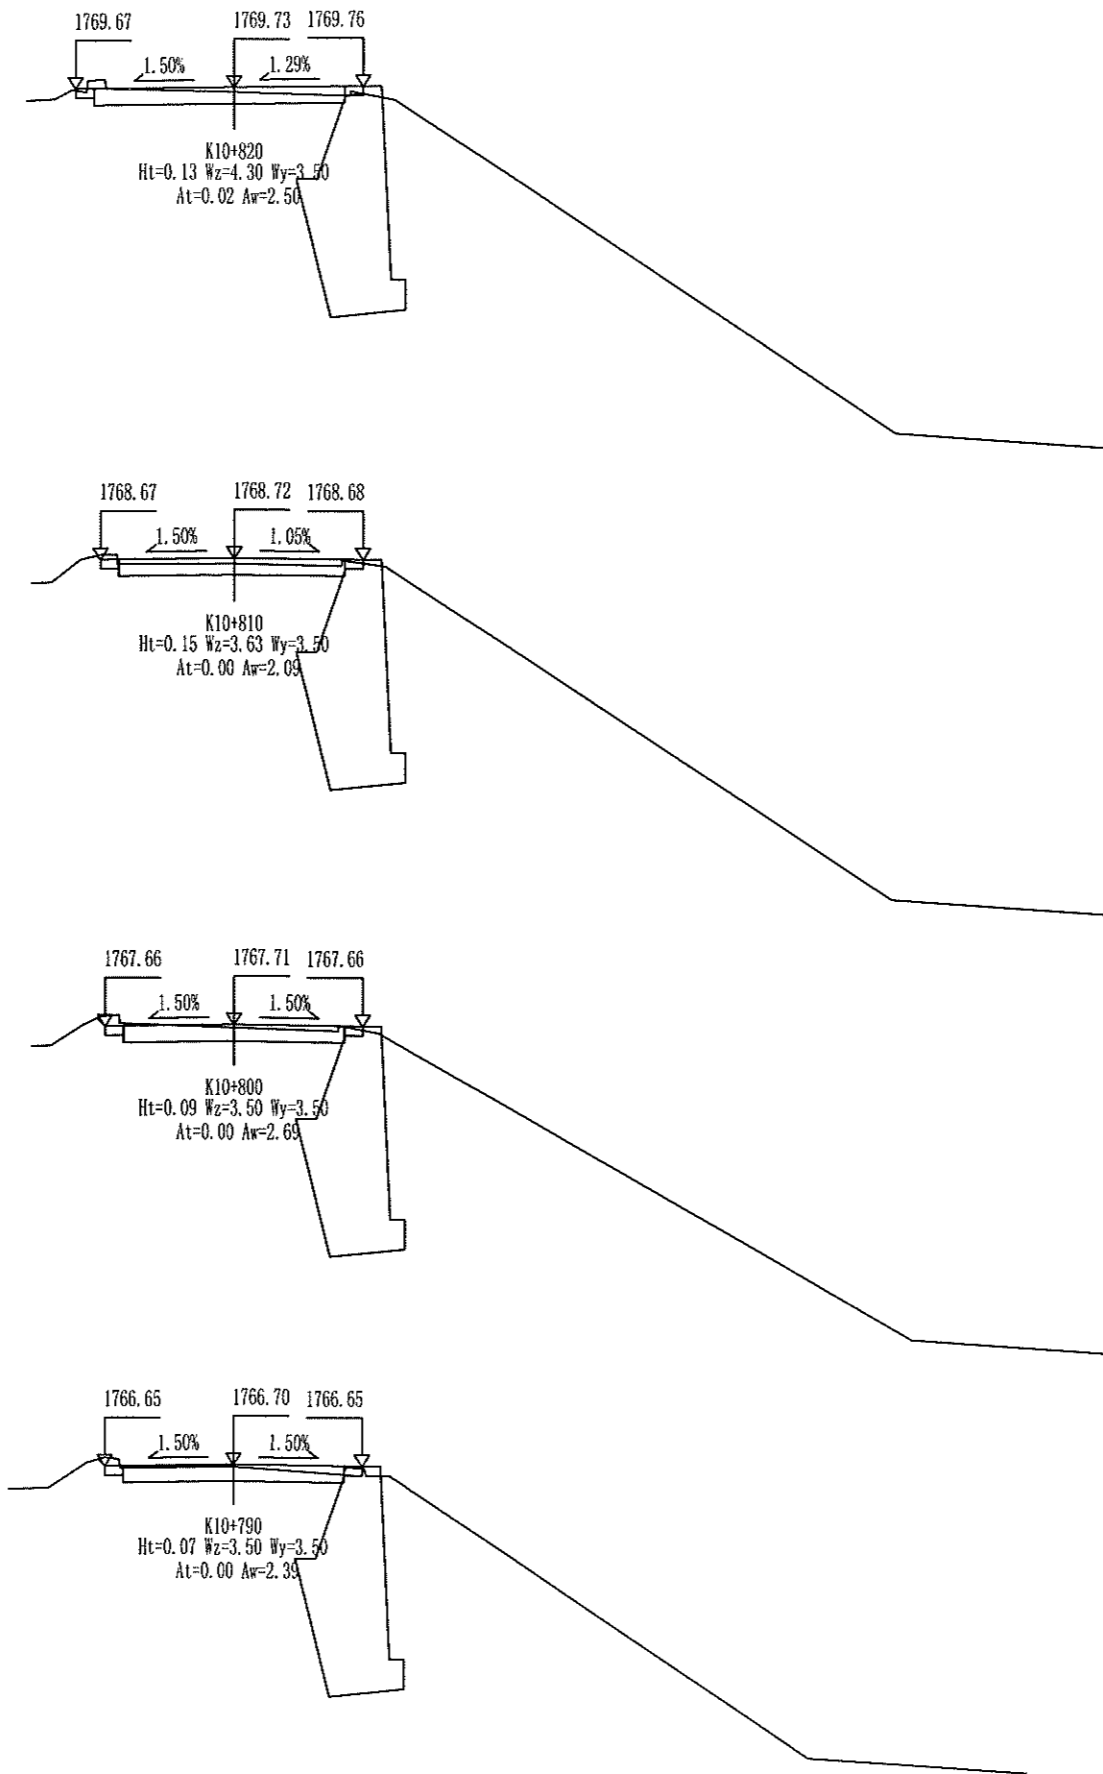 1769.67 1769.73 1769.76
1.50% 1.29%
K10+820
Ht=0.13 Wz=4.30 Wy=3.50
At=0.02 Aw=2.50
1768.67 1768.72 1768.68
1.50% 1.05%
K10+810
Ht=0.15 Wz=3.63 Wy=3.50
At=0.00 Aw=2.09
1767.66 1767.71 1767.66
1.50% 1.50%
K10+800
Ht=0.09 Wz=3.50 Wy=3.50
At=0.00 Aw=2.69
1766.65 1766.70 1766.65
1.50% 1.50%
K10+790
Ht=0.07 Wz=3.50 Wy=3.50
At=0.00 Aw=2.39